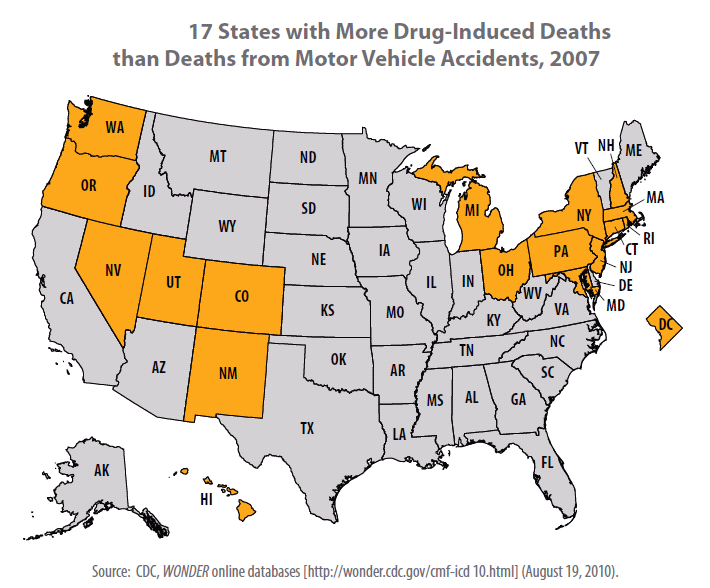 17 States with More Drug-Induced Deaths
than Deaths from Motor Vehicle Accidents, 2007
WA
MT
ND
MN
VT
NH
ME
OR
ID
SD
WI
MI
NY
MA
WY
RI
NV
UT
CO
NE
IA
PA
CT
NJ
OH
IL
IN
DE
CA
KS
MO
WV
VA
MD
KY
DC
AZ
NM
OK
AR
TN
NC
SC
TX
MS
AL
GA
LA
FL
AK
HI
Source: CDC, WONDER online databases [http://wonder.cdc.gov/cmf-icd 10.html] (August 19, 2010).